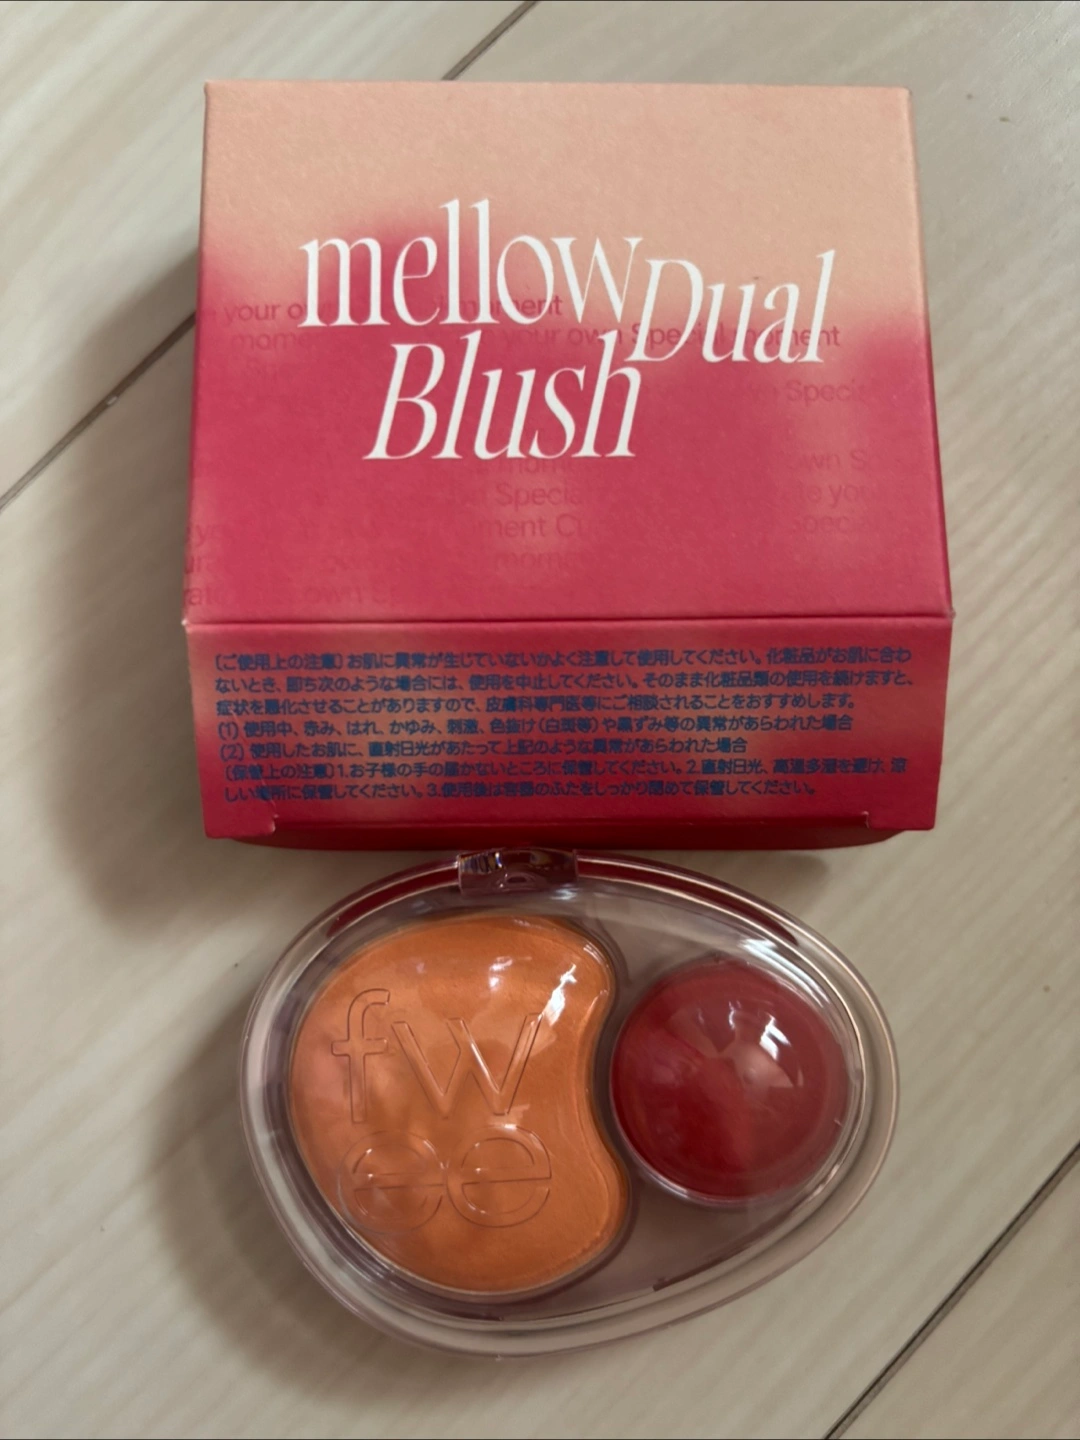 mellow Dual
Blush
your own
moment
your own Special moment
〔ご使用上の注意〕お肌に異常が生じていないかよく注意して使用してください。化粧品がお肌に合わ
ないとき、即ち次のような場合には、使用を中止してください。そのまま化粧品類の使用を続けますと、
症状を悪化させることがありますので、皮膚科専門医等にご相談されることをおすすめします。
(1) 使用中、赤み、はれ、かゆみ、刺激、色抜け(白斑等)や黒ずみ等の異常があらわれた場合
(2) 使用したお肌に、直射日光があたって上記のような異常があらわれた場合
〔保管上の注意〕1.お子様の手の届かないところに保管してください。2.直射日光、高温多湿を避け、涼
しい場所に保管してください。3.使用後は容器のふたをしっかり閉めて保管してください。
fw
ee